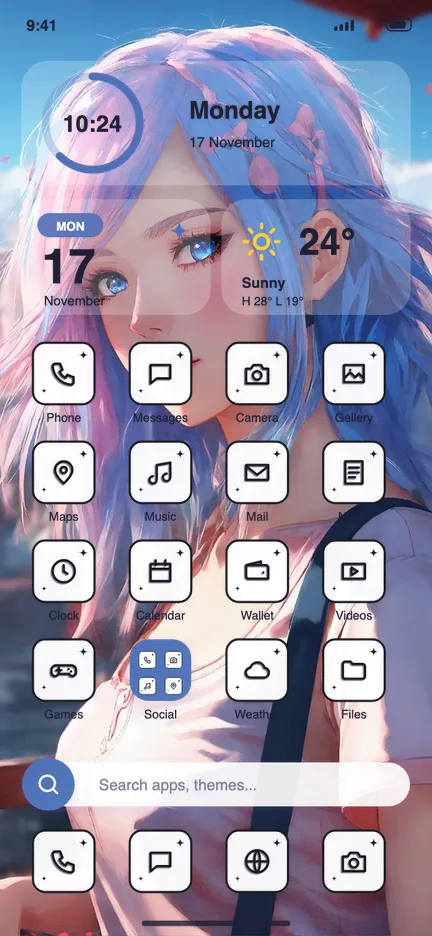 9:41
10:24
Monday
17 November
MON
17
November
24°
Sunny
H 28° L 19°
Phone
Messages
Camera
Gallery
Maps
Music
Mail
Clock
Calendar
Wallet
Videos
Games
Social
Weather
Files
Search apps, themes...